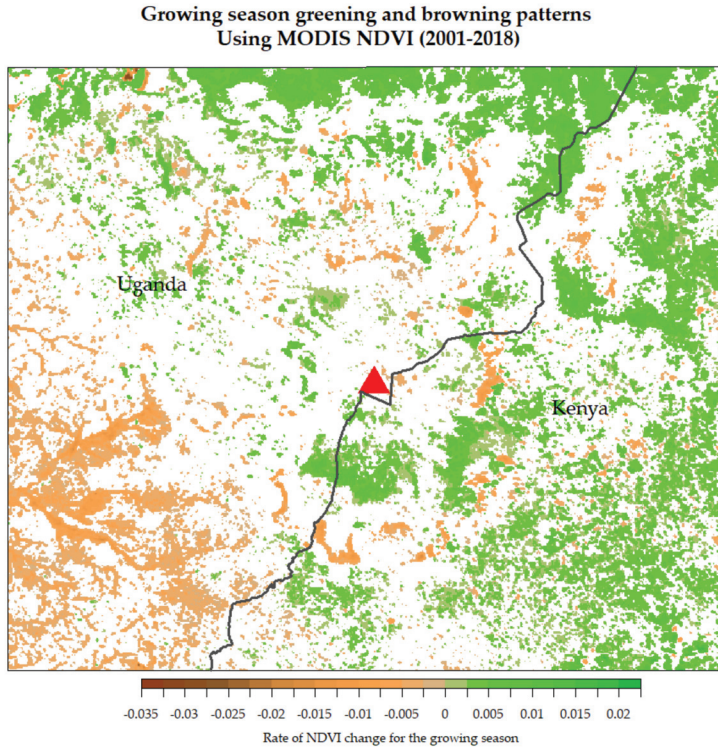 Growing season greening and browning patterns
Using MODIS NDVI (2001-2018)
Uganda
Kenya
-0.035 -0.03 -0.025 -0.02 -0.015 -0.01 -0.005 0 0.005 0.01 0.015 0.02
Rate of NDVI change for the growing season